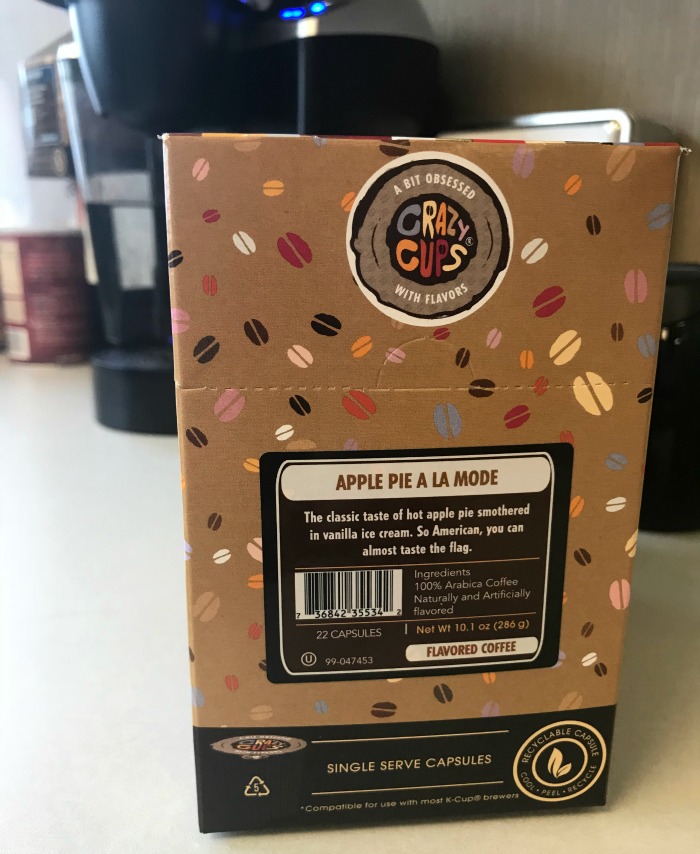 A BIT OBSESSED
CRAZY®
CUPS
WITH FLAVORS
APPLE PIE A LA MODE
The classic taste of hot apple pie smothered
in vanilla ice cream. So American, you can
almost taste the flag.
Ingredients
100% Arabica Coffee
Naturally and Artificially
flavored
7 36842 35534 2
22 CAPSULES
Net Wt 10.1 oz (286 g)
U 99-047453
FLAVORED COFFEE
CRAZY
CUPS
5
SINGLE SERVE CAPSULES
*Compatible for use with most K-Cup® brewers
RECYCLABLE CAPSULE
COOL • PEEL • RECYCLE